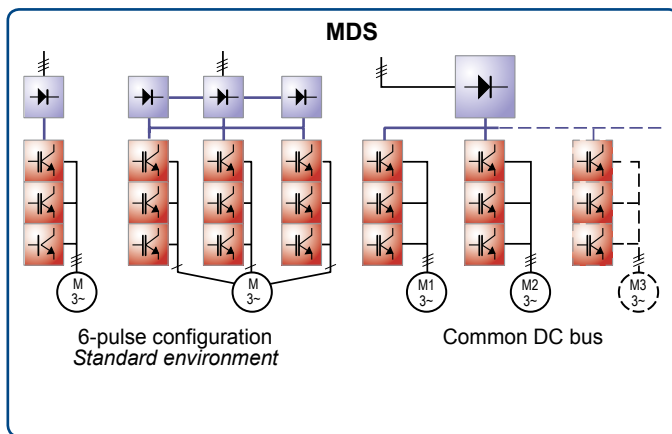 MDS
M
3~
M
3~
M1
3~
M2
3~
M3
3~
6-pulse configuration
Standard environment
Common DC bus